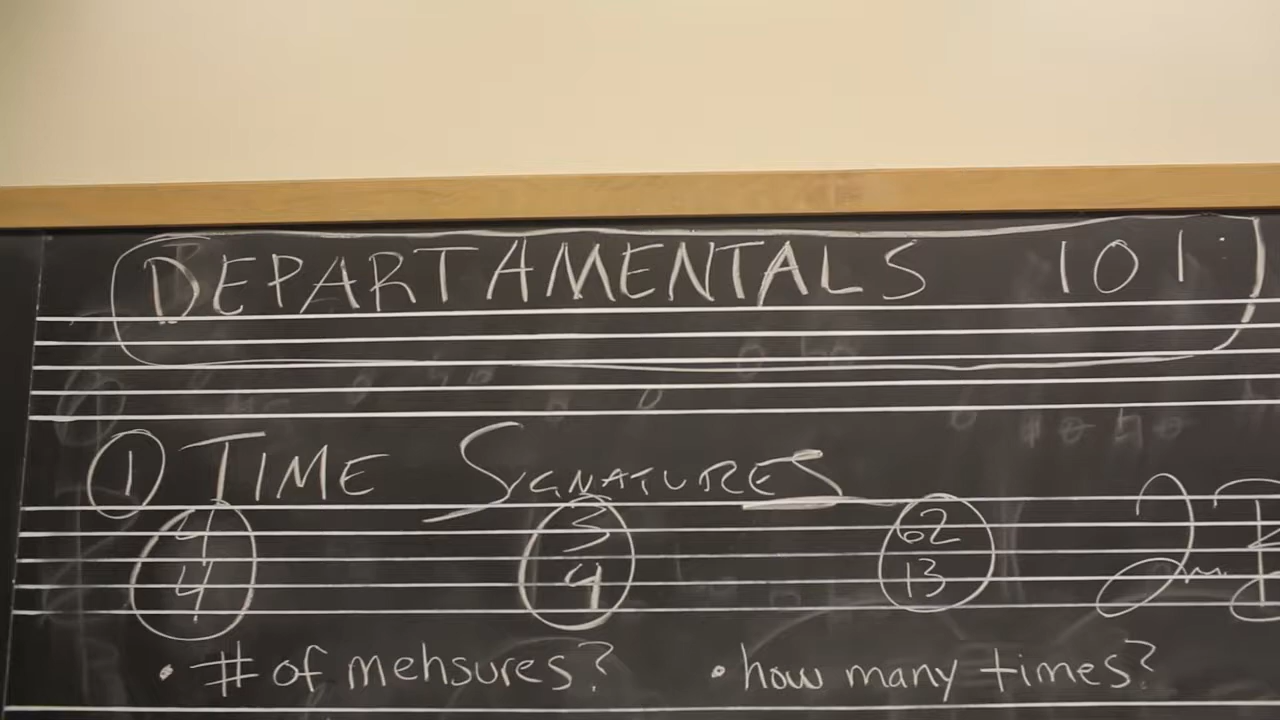 DEPARTAMENTALS 101
1 TIME SIGNATURES
4 3 62
4 4 13
• # of mehsures? • how many times?